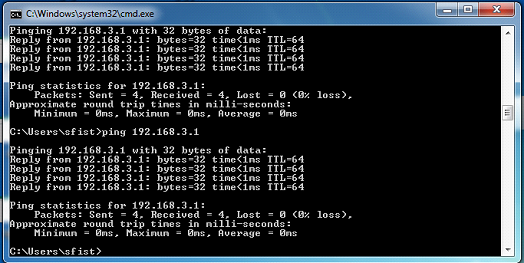 C:\Windows\system32\cmd.exe
Pinging 192.168.3.1 with 32 bytes of data:
Reply from 192.168.3.1: bytes=32 time<1ms TTL=64
Reply from 192.168.3.1: bytes=32 time<1ms TTL=64
Reply from 192.168.3.1: bytes=32 time<1ms TTL=64
Reply from 192.168.3.1: bytes=32 time<1ms TTL=64
Ping statistics for 192.168.3.1:
Packets: Sent = 4, Received = 4, Lost = 0 (0% loss),
Approximate round trip times in milli-seconds:
Minimum = 0ms, Maximum = 0ms, Average = 0ms
C:\Users\sfist>ping 192.168.3.1
Pinging 192.168.3.1 with 32 bytes of data:
Reply from 192.168.3.1: bytes=32 time<1ms TTL=64
Reply from 192.168.3.1: bytes=32 time<1ms TTL=64
Reply from 192.168.3.1: bytes=32 time<1ms TTL=64
Reply from 192.168.3.1: bytes=32 time<1ms TTL=64
Ping statistics for 192.168.3.1:
Packets: Sent = 4, Received = 4, Lost = 0 (0% loss),
Approximate round trip times in milli-seconds:
Minimum = 0ms, Maximum = 0ms, Average = 0ms
C:\Users\sfist>